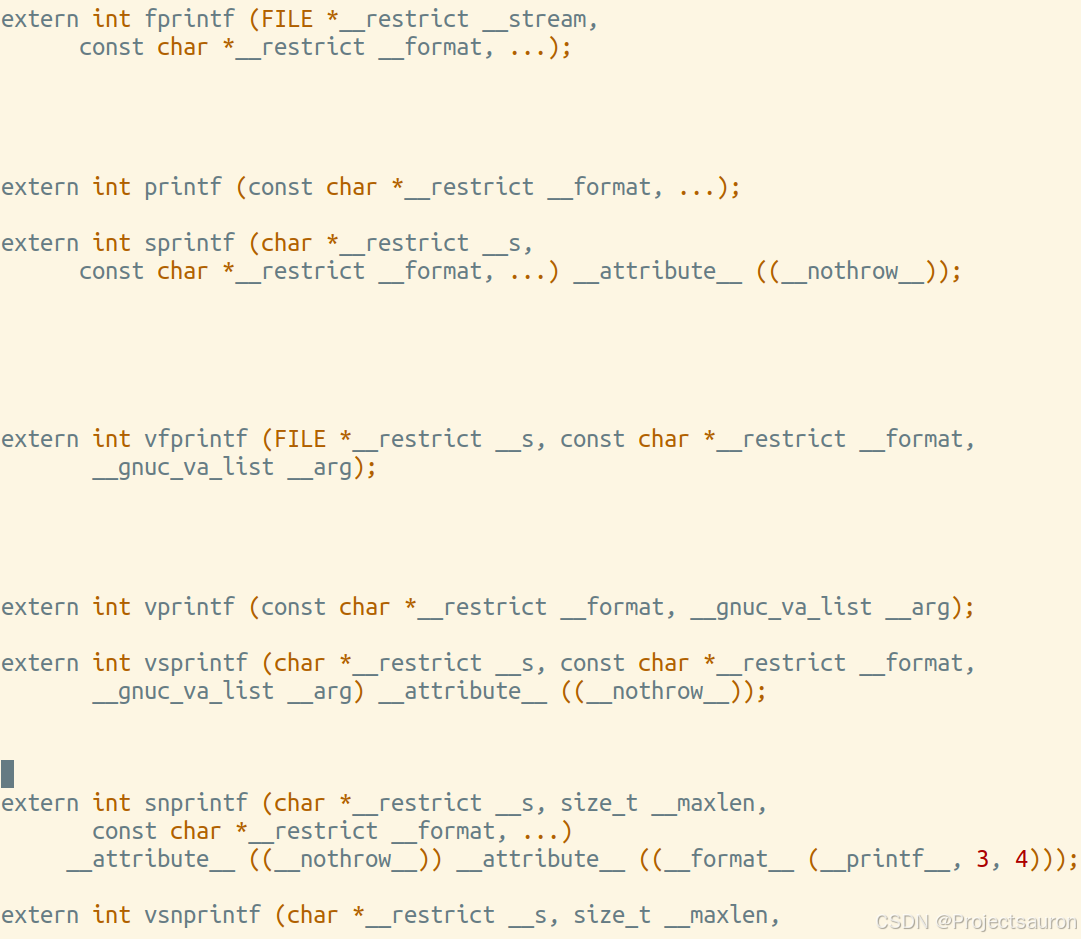 extern int fprintf (FILE *__restrict __stream,
      const char *__restrict __format, ...);
extern int printf (const char *__restrict __format, ...);
extern int sprintf (char *__restrict __s,
      const char *__restrict __format, ...) __attribute__ ((__nothrow__));
extern int vfprintf (FILE *__restrict __s, const char *__restrict __format,
       __gnuc_va_list __arg);
extern int vprintf (const char *__restrict __format, __gnuc_va_list __arg);
extern int vsprintf (char *__restrict __s, const char *__restrict __format,
       __gnuc_va_list __arg) __attribute__ ((__nothrow__));
extern int snprintf (char *__restrict __s, size_t __maxlen,
       const char *__restrict __format, ...)
     __attribute__ ((__nothrow__)) __attribute__ ((__format__ (__printf__, 3, 4)));
extern int vsnprintf (char *__restrict __s, size_t __maxlen,
CSDN @Projectsauron